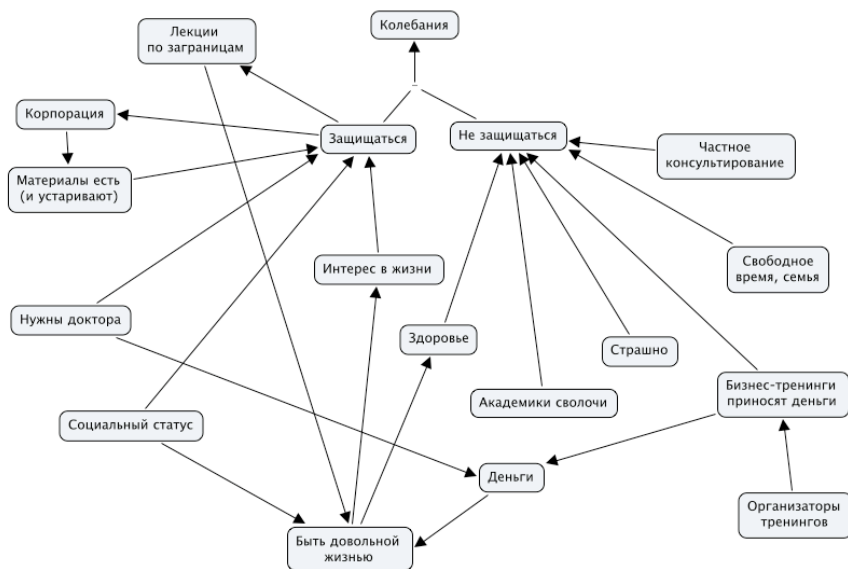 Лекции
по заграницам
Колебания
Корпорация
Защищаться
Не защищаться
Частное
консультирование
Материалы есть
(и устаривают)
Интерес в жизни
Свободное
время, семья
Нужны доктора
Здоровье
Страшно
Академики сволочи
Бизнес-тренинги
приносят деньги
Социальный статус
Деньги
Организаторы
тренингов
Быть довольной
жизнью